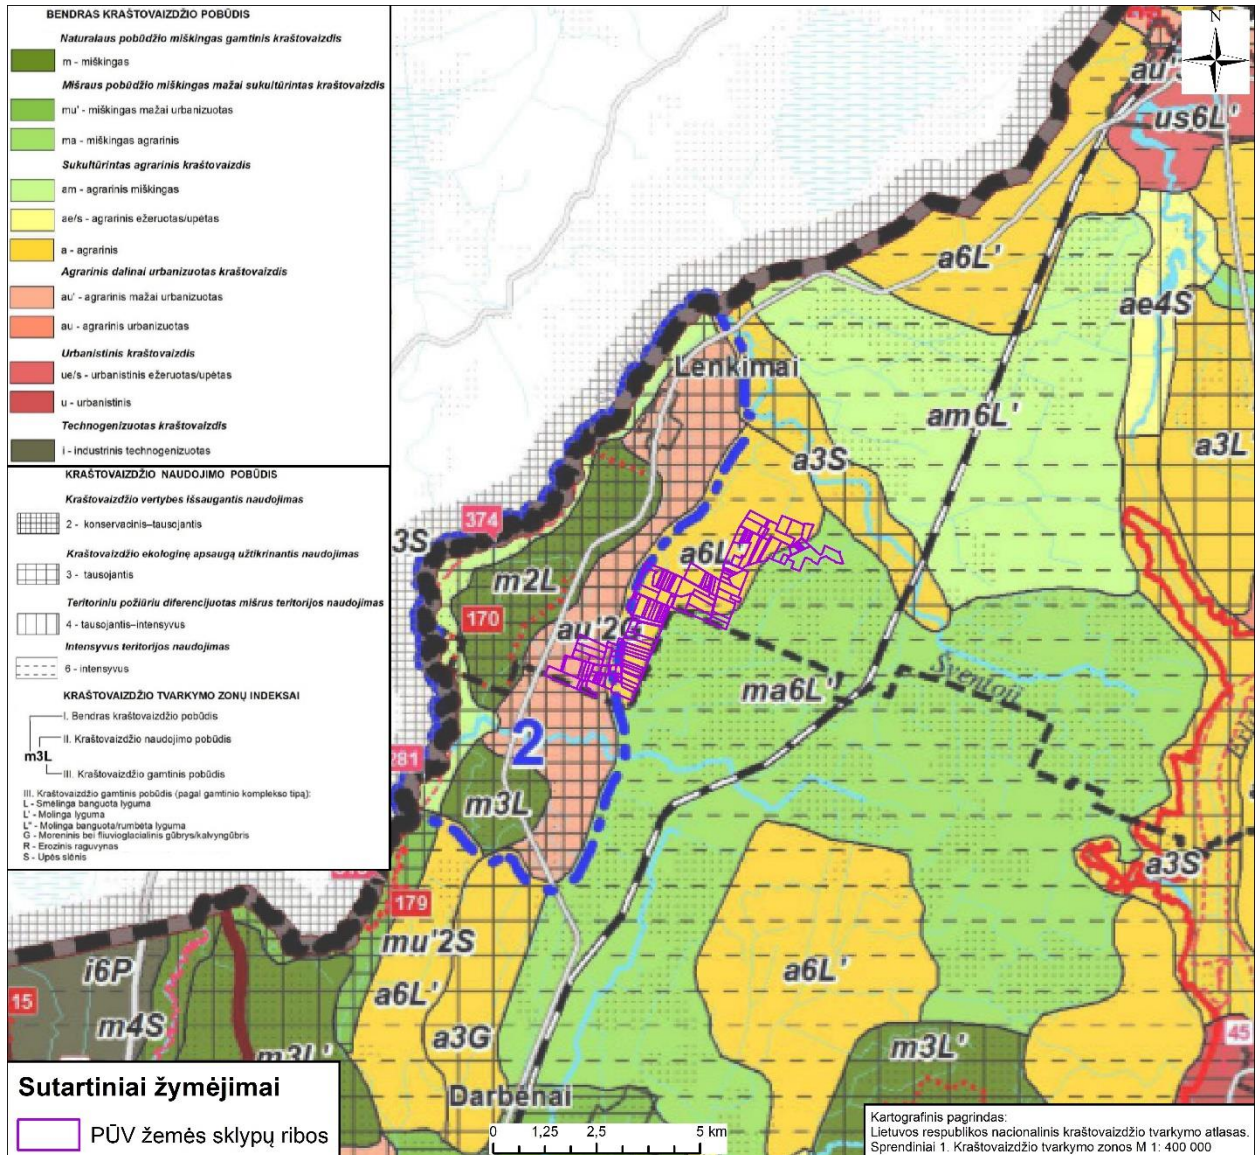 BENDRAS KRAŠTOVAIZDŽIO POBŪDIS
Natūralaus pobūdžio miškingas gamtinis kraštovaizdis
m - miškingas
Mišraus pobūdžio miškingas mažai sukultūrintas kraštovaizdis
mu' - miškingas mažai urbanizuotas
ma - miškingas agrarinis
Sukultūrintas agrarinis kraštovaizdis
am - agrarinis miškingas
ae/s - agrarinis ežeruotas/upėtas
a - agrarinis
Agrarinis dalinai urbanizuotas kraštovaizdis
au' - agrarinis mažai urbanizuotas
au - agrarinis urbanizuotas
Urbanistinis kraštovaizdis
ue/s - urbanistinis ežeruotas/upėtas
u - urbanistinis
Technogenizuotas kraštovaizdis
i - industrinis technogenizuotas
KRAŠTOVAIZDŽIO NAUDOJIMO POBŪDIS
Kraštovaizdžio vertybes išsaugantis naudojimas
2 - konservacinis–tausojantis
Kraštovaizdžio ekologinę apsaugą užtikrinantis naudojimas
3 - tausojantis
Teritoriniu požiūriu diferencijuotas mišrus teritorijos naudojimas
4 - tausojantis–intensyvus
Intensyvus teritorijos naudojimas
6 - intensyvus
KRAŠTOVAIZDŽIO TVARKYMO ZONŲ INDEKSAI
I. Bendras kraštovaizdžio pobūdis
II. Kraštovaizdžio naudojimo pobūdis
m3L
III. Kraštovaizdžio gamtinis pobūdis
III. Kraštovaizdžio gamtinis pobūdis (pagal gamtinio komplekso tipą):
L - Smėlinga banguota lyguma
L' - Molinga lyguma
L" - Molinga banguota/rumbėta lyguma
G - Moreninis bei fliuvioglacialinis gūbrys/kalvyngūbris
R - Erozinis raguvynas
S - Upės slėnis
N
us6L'
a6L'
ae4S
Lenkimai
am6L'
a3L
a3S
374
3S
a6L
m2L
170
au'2G
ma6L'
Šventoji
2
281
m3L
a3S
179
mu'2S
i6P
a6L'
a6L'
15
m4S
a3G
m3L'
45
m3L'
Darbėnai
Sutartiniai žymėjimai
PŪV žemės sklypų ribos
0 1,25 2,5 5 km
Kartografinis pagrindas:
Lietuvos respublikos nacionalinis kraštovaizdžio tvarkymo atlasas.
Sprendiniai 1. Kraštovaizdžio tvarkymo zonos M 1: 400 000